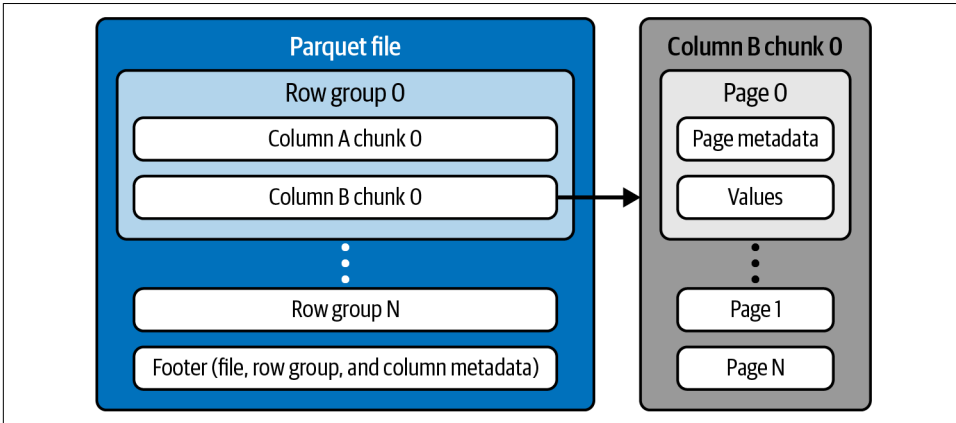 Parquet file
Row group 0
Column A chunk 0
Column B chunk 0
Row group N
Footer (file, row group, and column metadata)
Column B chunk 0
Page 0
Page metadata
Values
Page 1
Page N